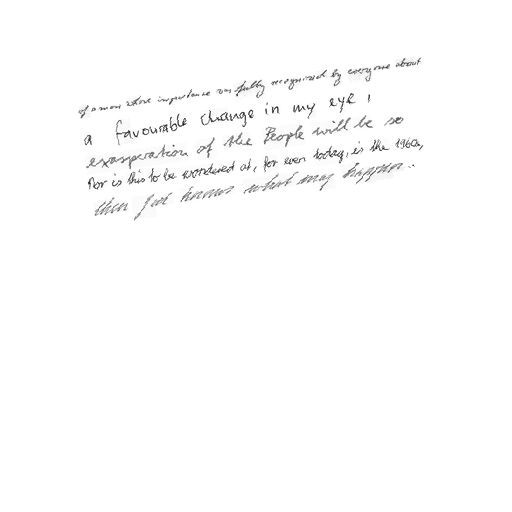 of a man whose importance was fully recognized by everyone about
a favourable change in my eye !
exasperation of the People will be so
Nor is this to be wondered at, for even today, in the 1960s,
then God knows what may happen..